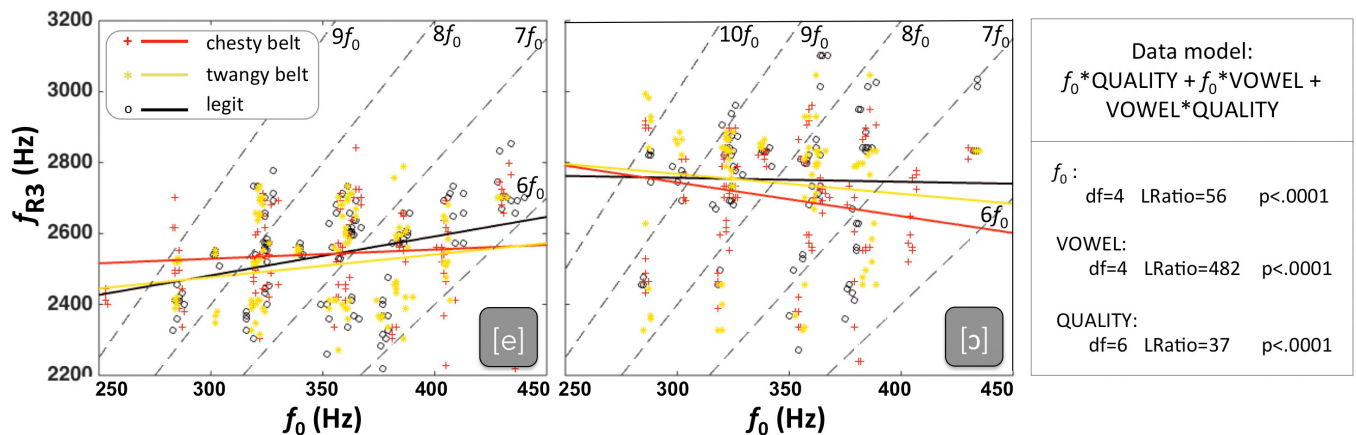 3200
3000
2800
2600
2400
2200
f_R3 (Hz)
chesty belt
twangy belt
legit
9f₀
8f₀
7f₀
6f₀
[e]
250
300
350
400
450
f₀ (Hz)
10f₀
9f₀
8f₀
7f₀
6f₀
[ɔ]
250
300
350
400
450
f₀ (Hz)
Data model:
f₀*QUALITY + f₀*VOWEL +
VOWEL*QUALITY
f₀ :
df=4 LRatio=56 p<.0001
VOWEL:
df=4 LRatio=482 p<.0001
QUALITY:
df=6 LRatio=37 p<.0001